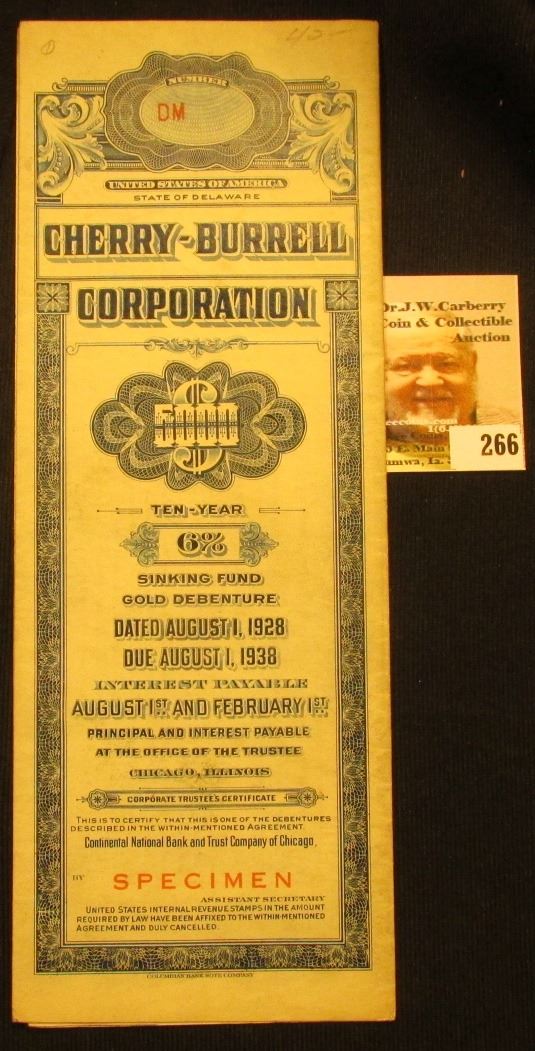 42-
NUMBER
DM
UNITED STATES OF AMERICA
STATE OF DELAWARE
CHERRY-BURRELL
CORPORATION
$
TEN-YEAR
6%
SINKING FUND
GOLD DEBENTURE
DATED AUGUST 1, 1928
DUE AUGUST 1, 1938
INTEREST PAYABLE
AUGUST 1ST AND FEBRUARY 1ST
PRINCIPAL AND INTEREST PAYABLE
AT THE OFFICE OF THE TRUSTEE
CHICAGO, ILLINOIS
CORPORATE TRUSTEE'S CERTIFICATE
THIS IS TO CERTIFY THAT THIS IS ONE OF THE DEBENTURES
DESCRIBED IN THE WITHIN-MENTIONED AGREEMENT.
Continental National Bank and Trust Company of Chicago,
BY SPECIMEN
ASSISTANT SECRETARY
UNITED STATES INTERNAL REVENUE STAMPS IN THE AMOUNT
REQUIRED BY LAW HAVE BEEN AFFIXED TO THE WITHIN-MENTIONED
AGREEMENT AND DULY CANCELLED.
COLUMBIAN BANK NOTE COMPANY
Dr.J.W.Carberry
Coin & Collectible
Auction
E. Main
Ia.
266